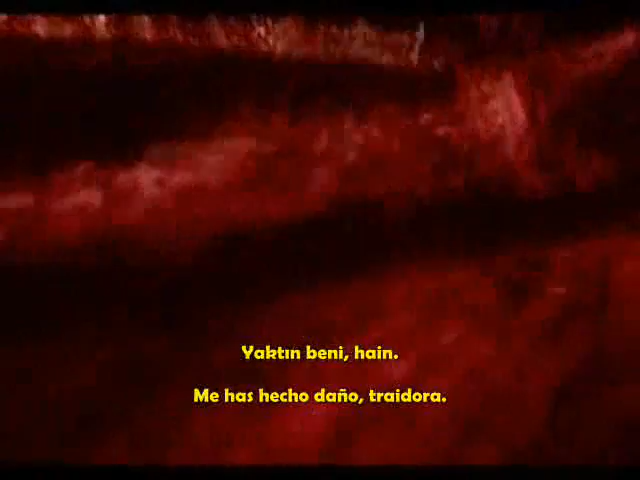 Yaktın beni, hain.
Me has hecho daño, traidora.